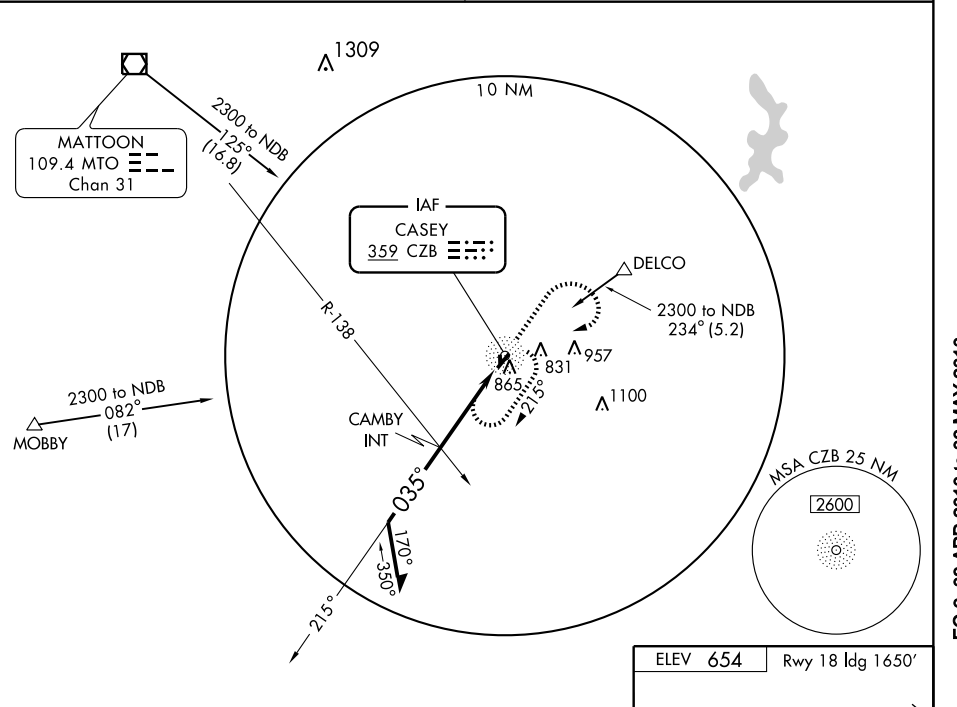 1309
10 NM
MATTOON
109.4 MTO
Chan 31
2300 to NDB
125°
(16.8)
IAF
CASEY
359 CZB
DELCO
2300 to NDB
234° (5.2)
R-138
831
957
865
215°
1100
2300 to NDB
082°
(17)
MOBBY
CAMBY
INT
035°
170°
350°
215°
MSA CZB 25 NM
2600
ELEV 654
Rwy 18 ldg 1650'